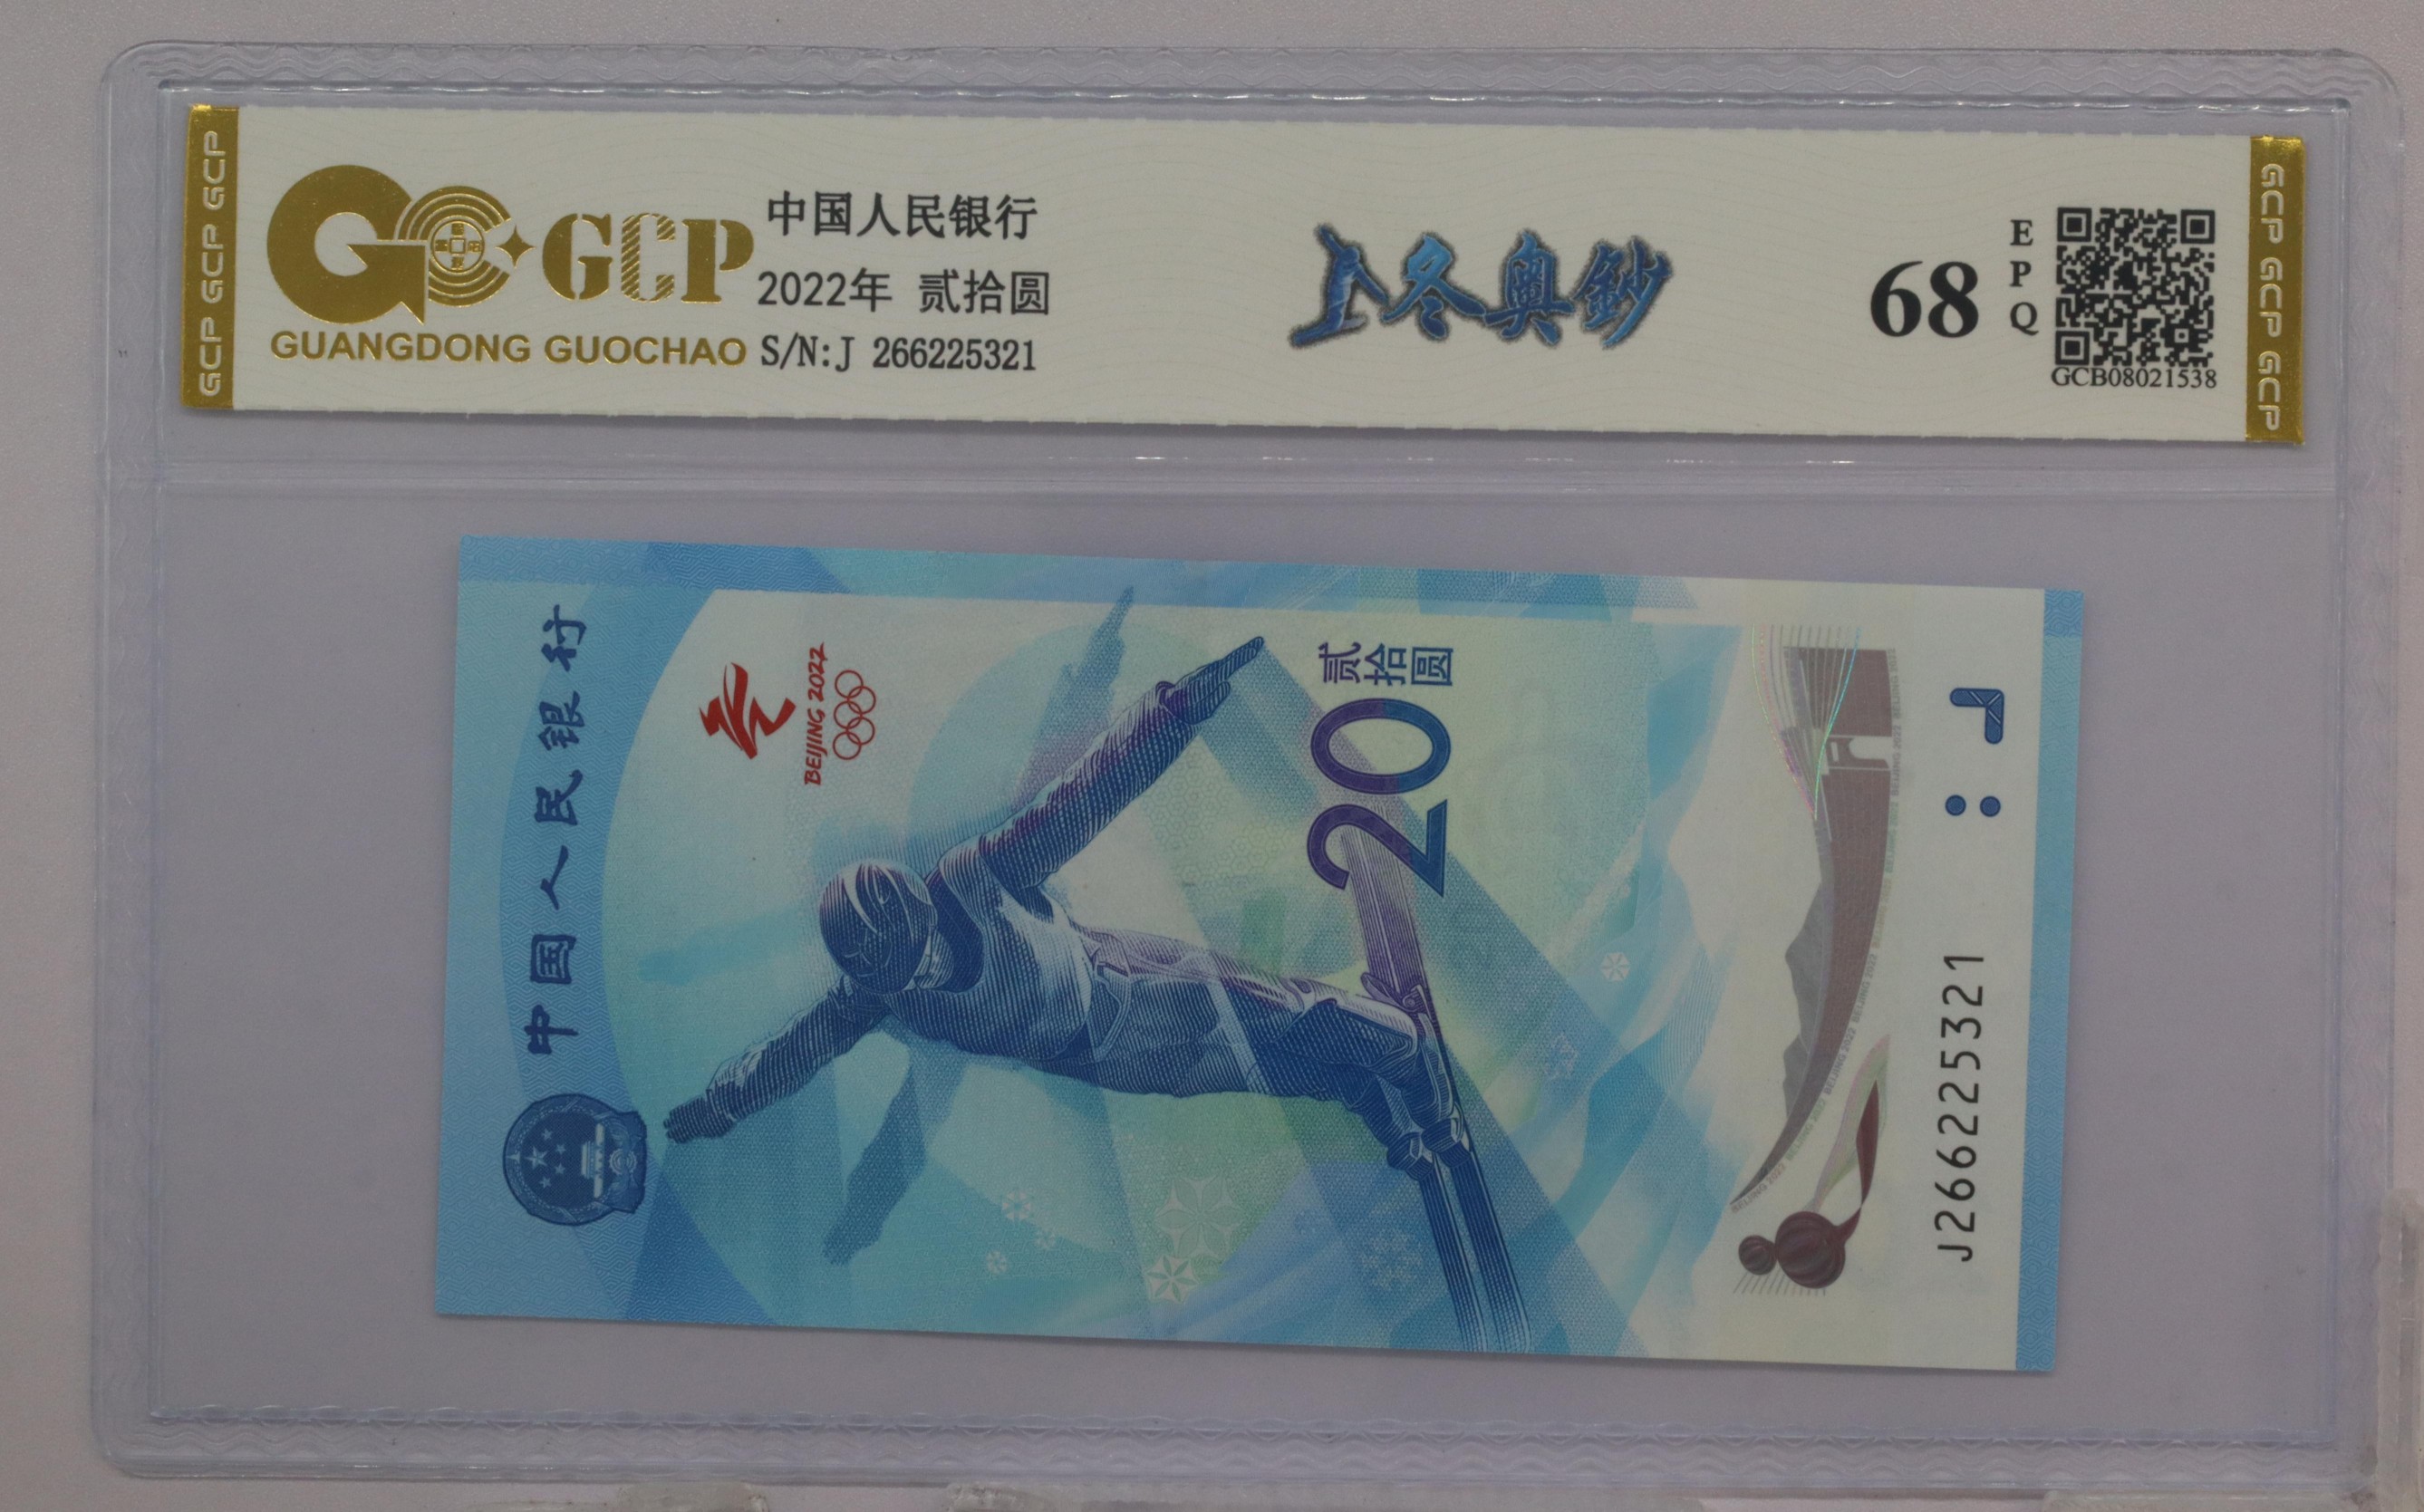 GCP GCP GCP
GCP
GUANGDONG GUOCHAO
中国人民银行
2022年 贰拾圆
S/N:J 266225321
上冬奥鈔
68
E
P
Q
GCB08021538
GCP GCP GCP
中国人民银行
BEIJING 2022
贰拾圆
20
J266225321